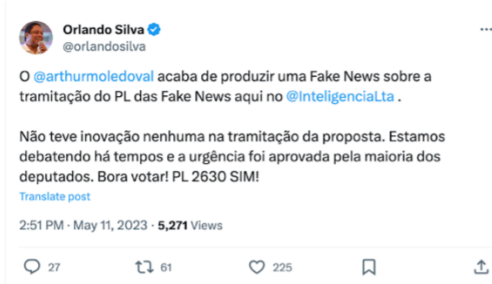 Orlando Silva
@orlandosilva
O @arthurmoledoval acaba de produzir uma Fake News sobre a
tramitação do PL das Fake News aqui no @InteligenciaLta .
Não teve inovação nenhuma na tramitação da proposta. Estamos
debatendo há tempos e a urgência foi aprovada pela maioria dos
deputados. Bora votar! PL 2630 SIM!
Translate post
2:51 PM · May 11, 2023 · 5,271 Views
27 61 225